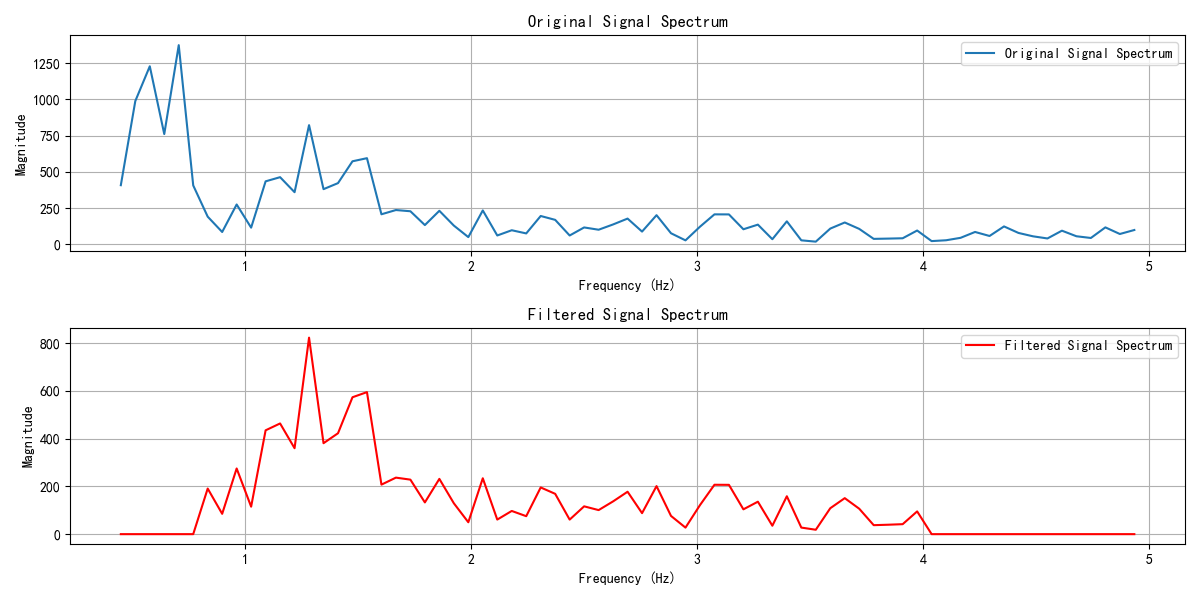 Original Signal Spectrum
Original Signal Spectrum
Magnitude
1250
1000
750
500
250
0
1 2 3 4 5
Frequency (Hz)
Filtered Signal Spectrum
Filtered Signal Spectrum
Magnitude
800
600
400
200
0
1 2 3 4 5
Frequency (Hz)